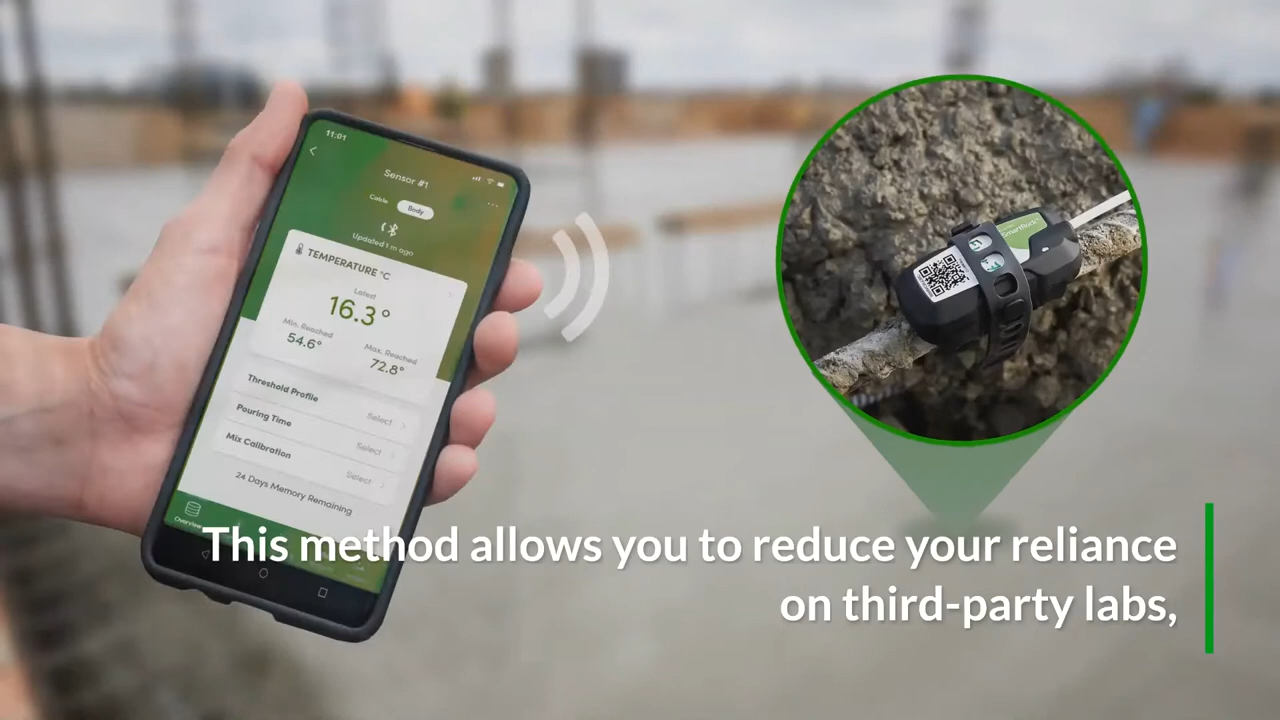 11:01
Sensor #1
Cable Body
Updated 1 m ago
TEMPERATURE °C
Latest
16.3°
Min. Reached
54.6°
Max. Reached
72.8°
Threshold Profile Select
Pouring Time Select
Mix Calibration Select
24 Days Memory Remaining
Overview
SmartRock
This method allows you to reduce your reliance
on third-party labs,